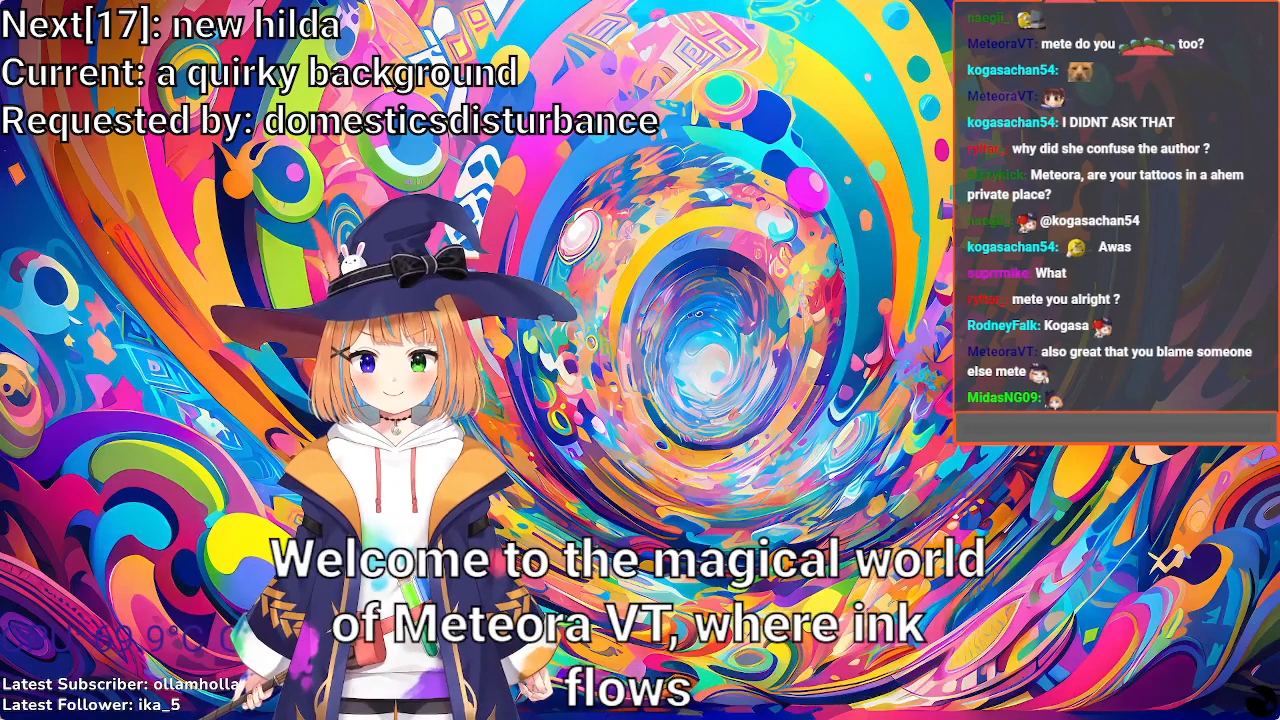 Next[17]: new hilda
Current: a quirky background
Requested by: domesticsdisturbance
naegii_
MeteoraVT: mete do you too?
kogasachan54:
MeteoraVT:
kogasachan54: I DIDNT ASK THAT
why did she confuse the author ?
Meteora, are your tattoos in a ahem
private place?
@kogasachan54
kogasachan54: Awas
suprrmike: What
mete you alright ?
RodneyFalk: Kogasa
MeteoraVT: also great that you blame someone
else mete
MidasNG09:
Welcome to the magical world
of Meteora VT, where ink
flows
Latest Subscriber: ollamholla
Latest Follower: ika_5